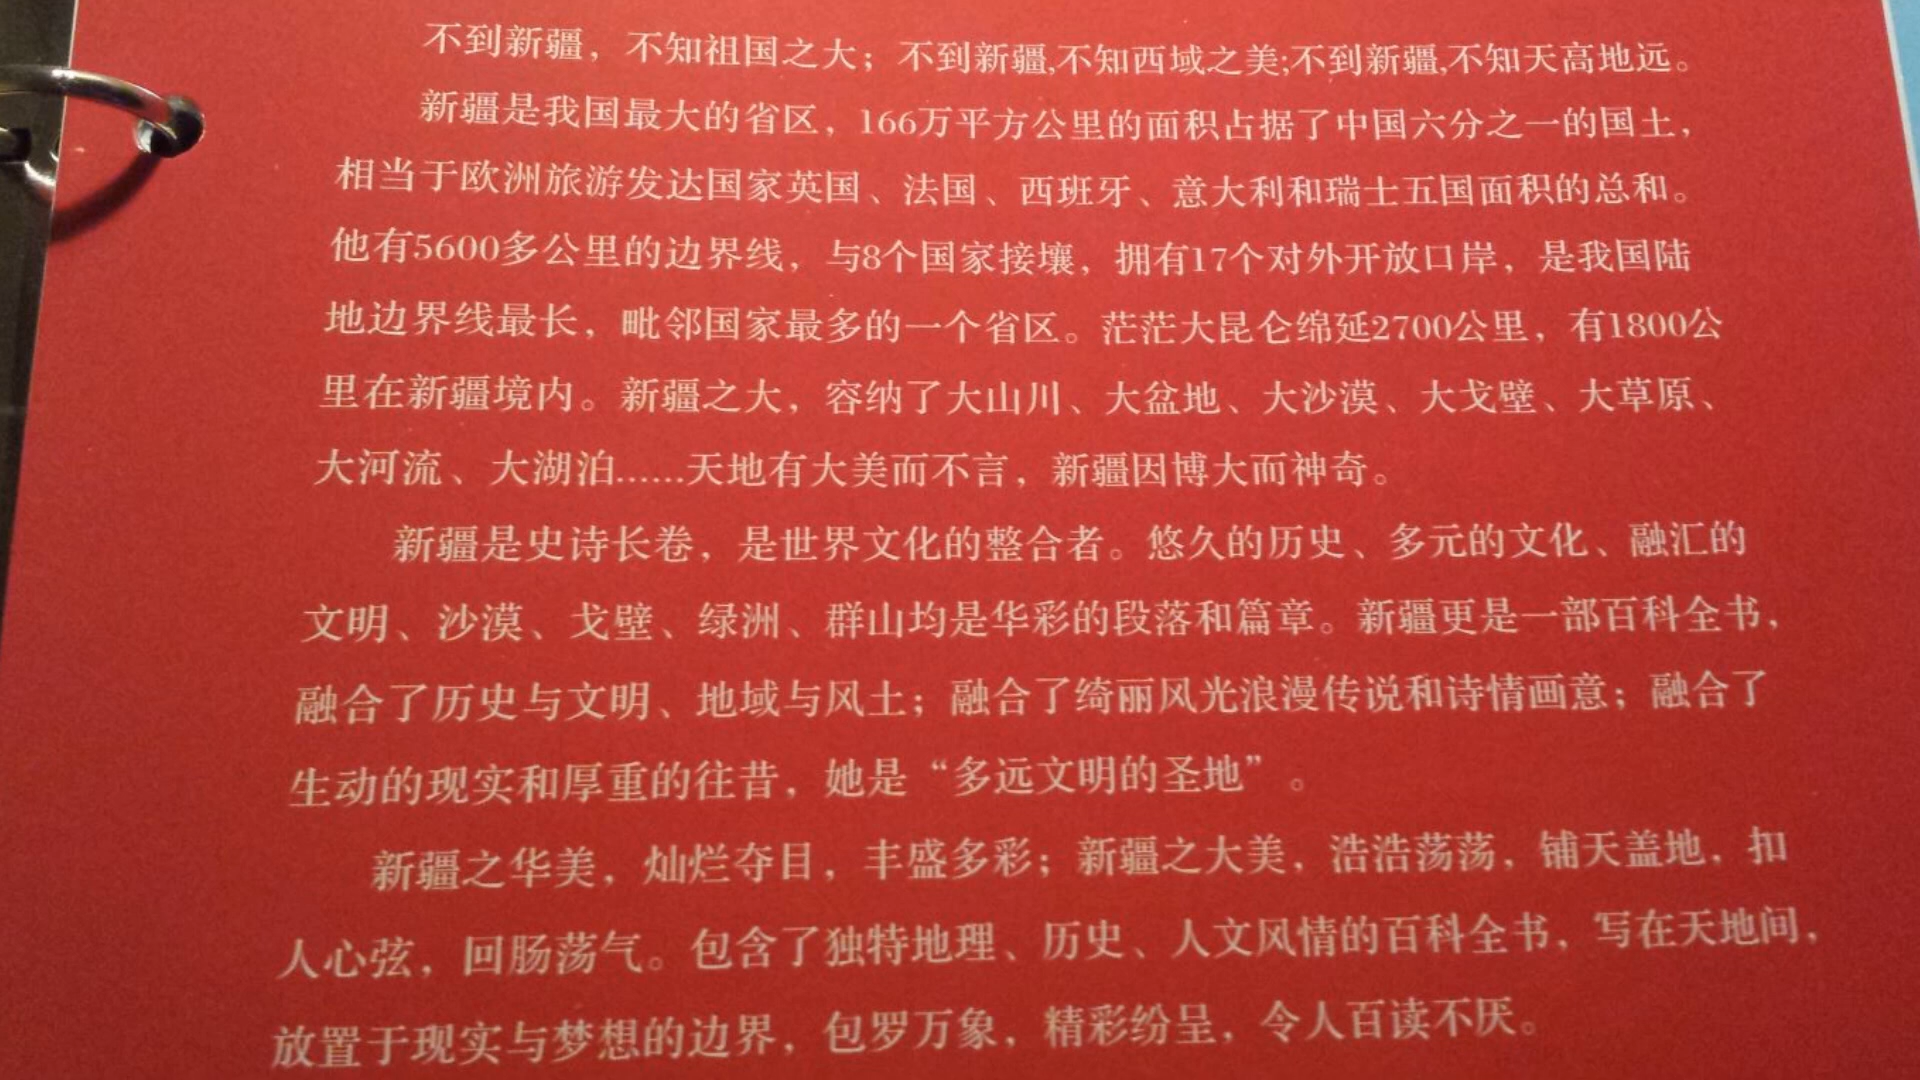 不到新疆，不知祖国之大；不到新疆,不知西域之美;不到新疆,不知天高地远。
新疆是我国最大的省区，166万平方公里的面积占据了中国六分之一的国土，
相当于欧洲旅游发达国家英国、法国、西班牙、意大利和瑞士五国面积的总和。
他有5600多公里的边界线，与8个国家接壤，拥有17个对外开放口岸，是我国陆
地边界线最长，毗邻国家最多的一个省区。茫茫大昆仑绵延2700公里，有1800公
里在新疆境内。新疆之大，容纳了大山川、大盆地、大沙漠、大戈壁、大草原、
大河流、大湖泊......天地有大美而不言，新疆因博大而神奇。
新疆是史诗长卷，是世界文化的整合者。悠久的历史、多元的文化、融汇的
文明、沙漠、戈壁、绿洲、群山均是华彩的段落和篇章。新疆更是一部百科全书，
融合了历史与文明、地域与风土；融合了绮丽风光浪漫传说和诗情画意；融合了
生动的现实和厚重的往昔，她是“多远文明的圣地”。
新疆之华美，灿烂夺目，丰盛多彩；新疆之大美，浩浩荡荡，铺天盖地，扣
人心弦，回肠荡气。包含了独特地理、历史、人文风情的百科全书，写在天地间，
放置于现实与梦想的边界，包罗万象，精彩纷呈，令人百读不厌。